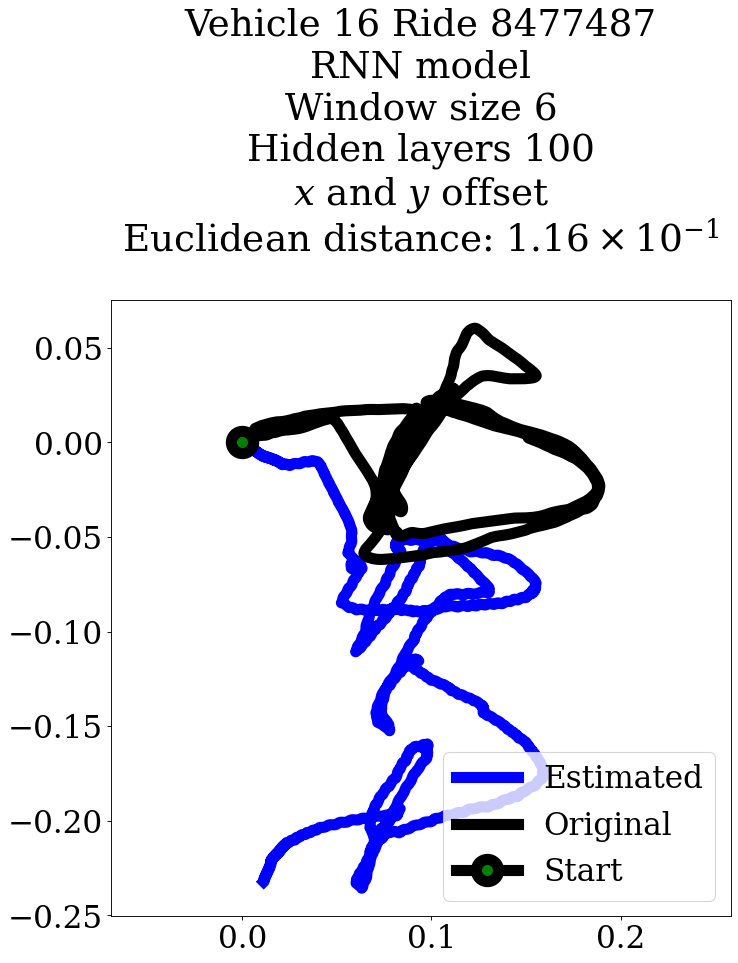 Vehicle 16 Ride 8477487
RNN model
Window size 6
Hidden layers 100
x and y offset
Euclidean distance: 1.16 × 10⁻¹
0.05
0.00
−0.05
−0.10
−0.15
−0.20
−0.25
Estimated
Original
Start
0.0 0.1 0.2